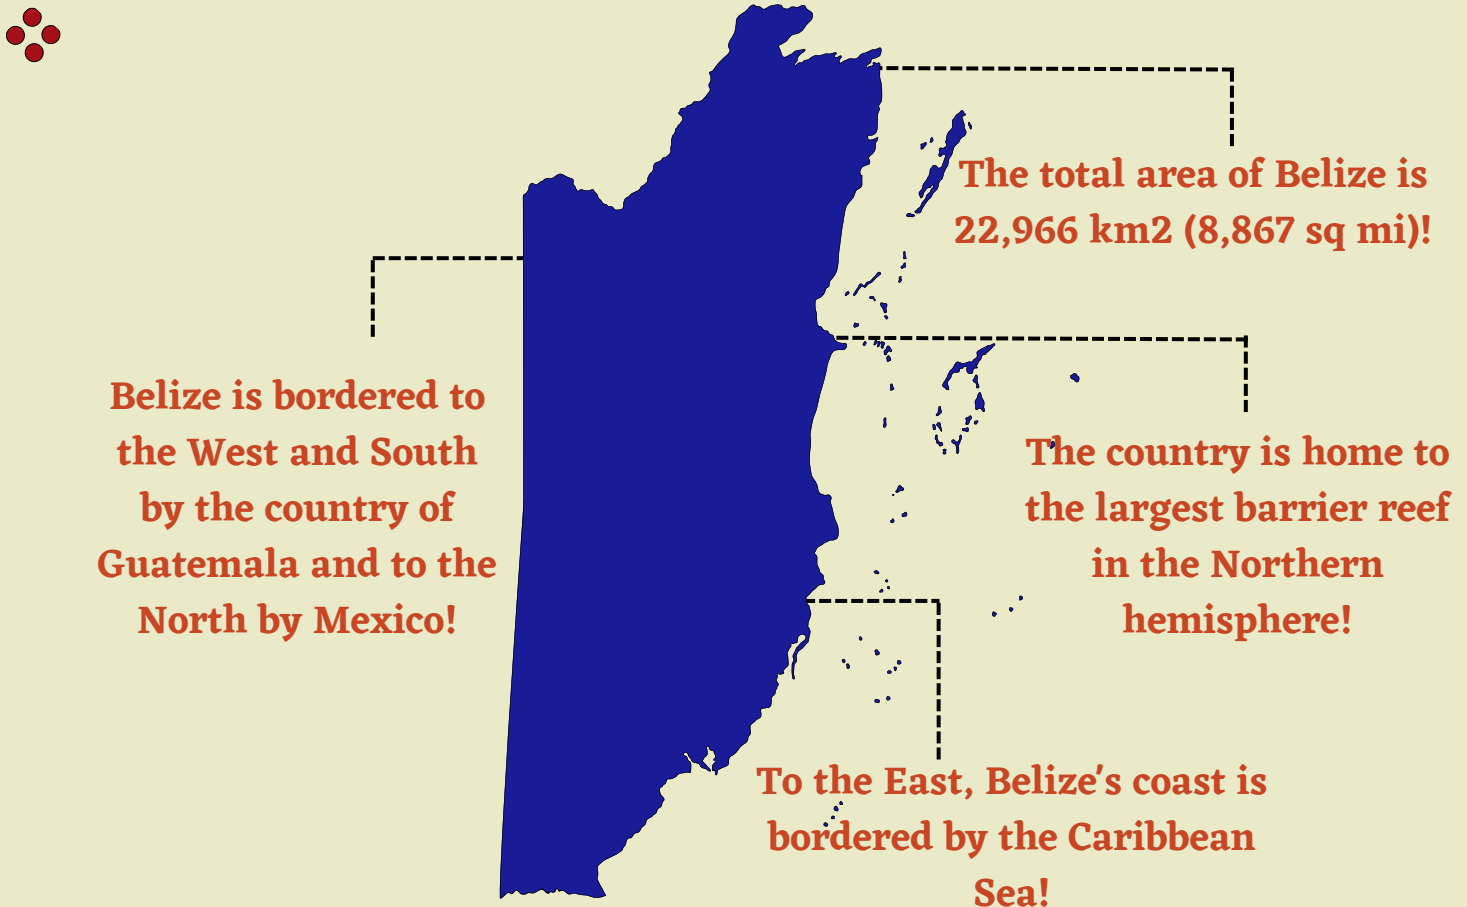 The total area of Belize is
22,966 km2 (8,867 sq mi)!
Belize is bordered to
the West and South
by the country of
Guatemala and to the
North by Mexico!
The country is home to
the largest barrier reef
in the Northern
hemisphere!
To the East, Belize's coast is
bordered by the Caribbean
Sea!